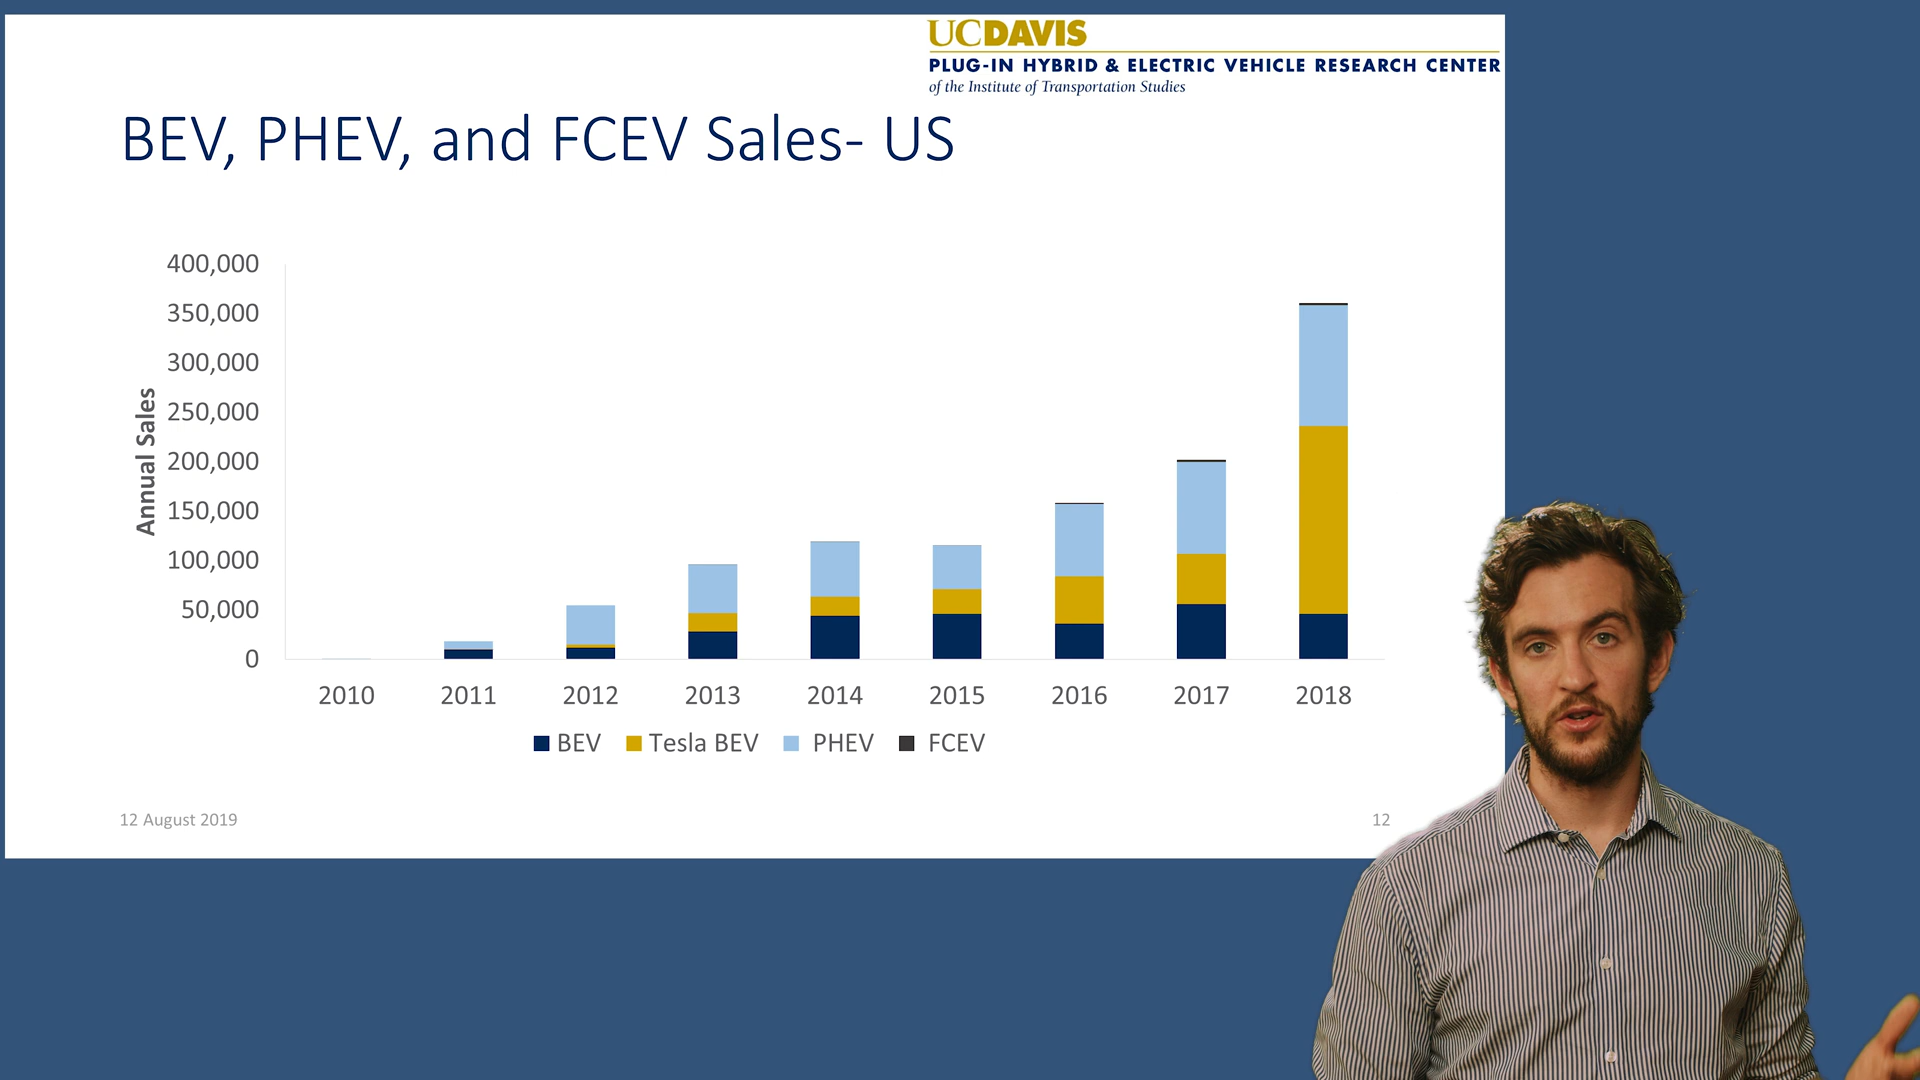 UCDAVIS
PLUG-IN HYBRID & ELECTRIC VEHICLE RESEARCH CENTER
of the Institute of Transportation Studies
BEV, PHEV, and FCEV Sales- US
Annual Sales
400,000
350,000
300,000
250,000
200,000
150,000
100,000
50,000
0
2010 2011 2012 2013 2014 2015 2016 2017 2018
BEV Tesla BEV PHEV FCEV
12 August 2019 12